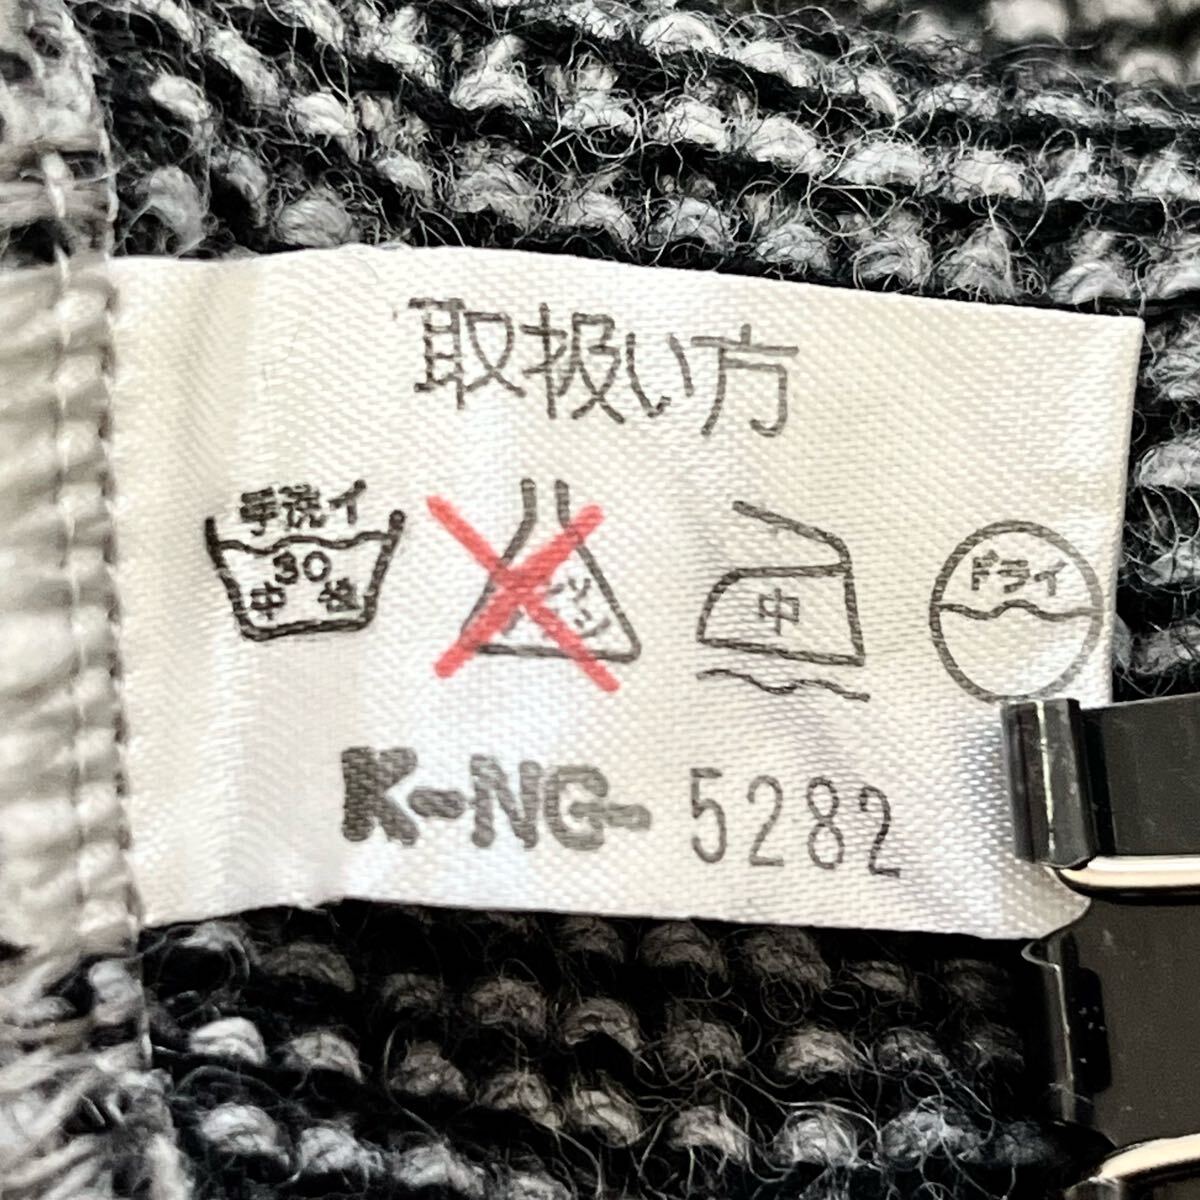 取扱い方
手洗イ
30
中性
中
ドライ
K-NG- 5282